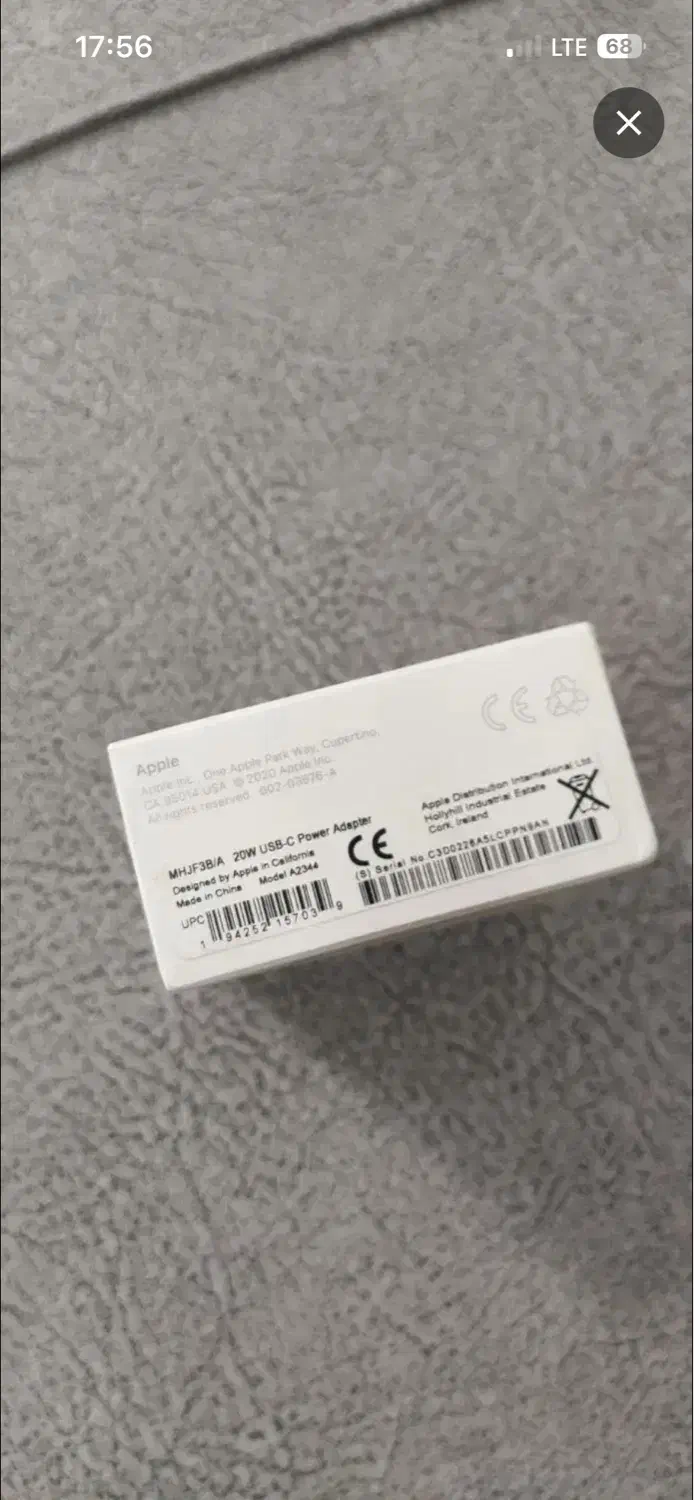 17:56
LTE 68
Apple
Apple Inc., One Apple Park Way, Cupertino,
CA 95014 USA ® 2020 Apple Inc.
All rights reserved. 607-03676-A
MHJF3B/A 20W USB-C Power Adapter
Designed by Apple in California
Made in China Model A2344
CE
Apple Distribution International Ltd.
Hollyhill Industrial Estate
Cork, Ireland
(S) Serial No.
UPC
1 94252 15703 9